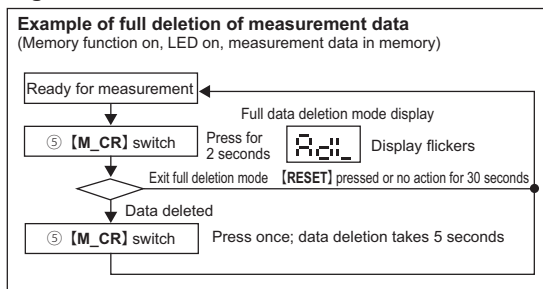 Example of full deletion of measurement data
(Memory function on, LED on, measurement data in memory)
Ready for measurement
Full data deletion mode display
⑤【M_CR】switch
Press for
2 seconds
AdL
Display flickers
Exit full deletion mode 【RESET】pressed or no action for 30 seconds
Data deleted
⑤【M_CR】switch
Press once; data deletion takes 5 seconds